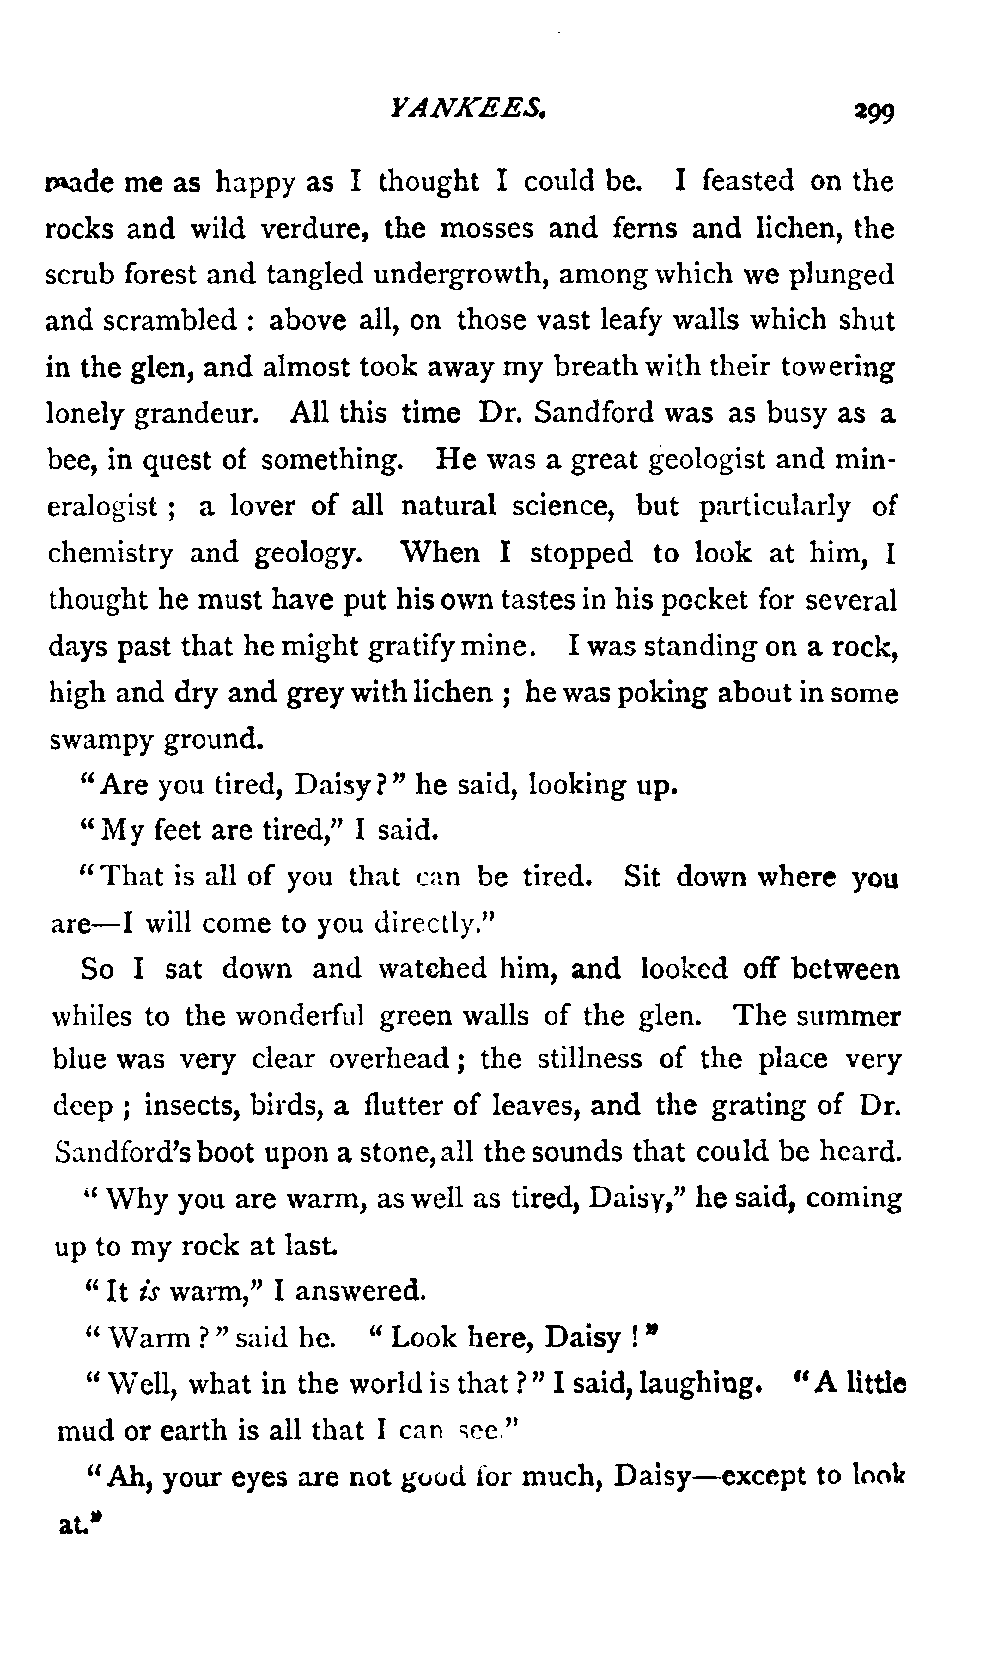 YANKEES. 299
made me as happy as I thought I could be. I feasted on the
rocks and wild verdure, the mosses and ferns and lichen, the
scrub forest and tangled undergrowth, among which we plunged
and scrambled : above all, on those vast leafy walls which shut
in the glen, and almost took away my breath with their towering
lonely grandeur. All this time Dr. Sandford was as busy as a
bee, in quest of something. He was a great geologist and min-
eralogist ; a lover of all natural science, but particularly of
chemistry and geology. When I stopped to look at him, I
thought he must have put his own tastes in his pocket for several
days past that he might gratify mine. I was standing on a rock,
high and dry and grey with lichen ; he was poking about in some
swampy ground.
"Are you tired, Daisy?" he said, looking up.
"My feet are tired," I said.
"That is all of you that can be tired. Sit down where you
are—I will come to you directly."
So I sat down and watched him, and looked off between
whiles to the wonderful green walls of the glen. The summer
blue was very clear overhead ; the stillness of the place very
deep ; insects, birds, a flutter of leaves, and the grating of Dr.
Sandford's boot upon a stone, all the sounds that could be heard.
"Why you are warm, as well as tired, Daisy," he said, coming
up to my rock at last.
"It is warm," I answered.
"Warm ?" said he. "Look here, Daisy !"
"Well, what in the world is that ?" I said, laughing. "A little
mud or earth is all that I can see."
"Ah, your eyes are not good for much, Daisy—except to look
at."